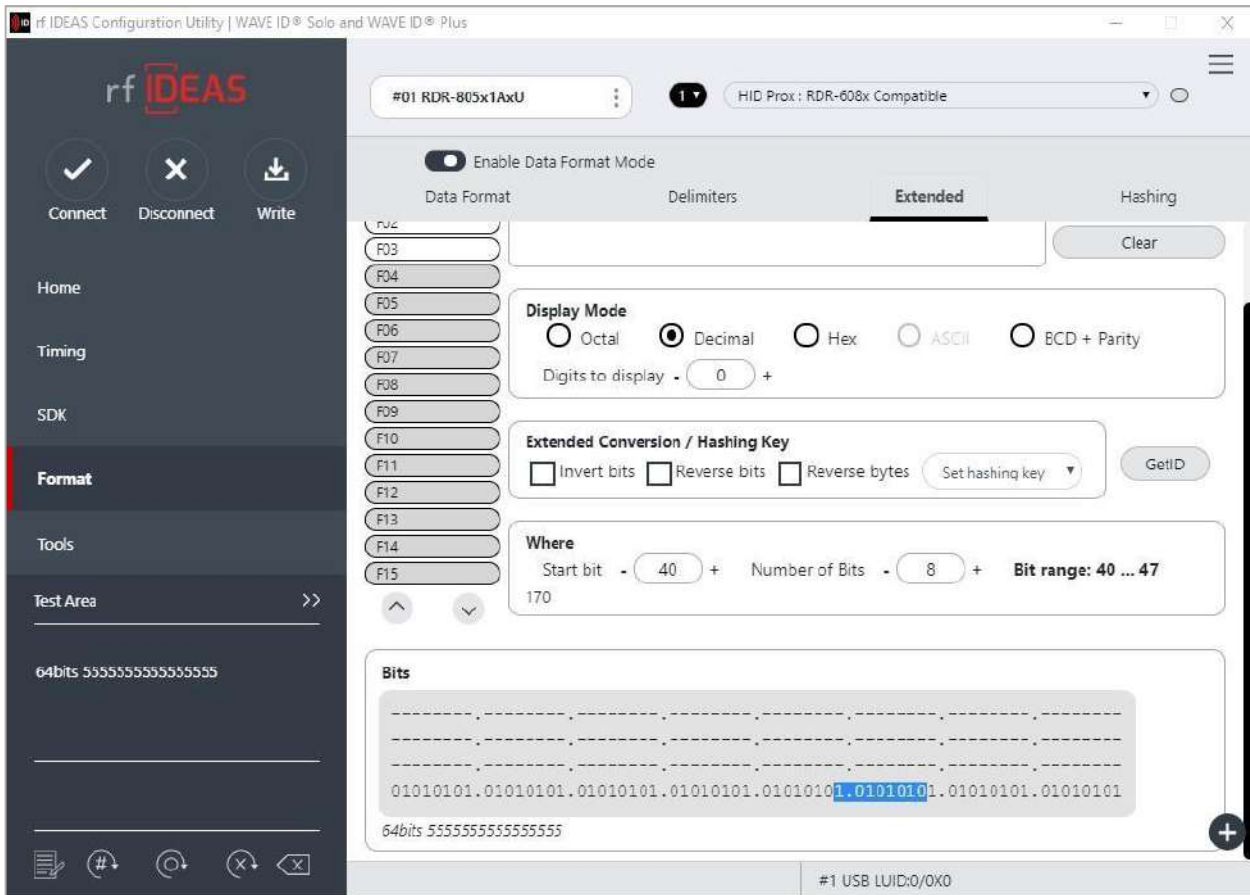 rf IDEAS Configuration Utility | WAVE ID® Solo and WAVE ID® Plus
rf IDEAS
#01 RDR-805x1AxU
1
HID Prox : RDR-608x Compatible
Connect
Disconnect
Write
Enable Data Format Mode
Data Format
Delimiters
Extended
Hashing
Home
Timing
SDK
Format
Tools
Test Area >>
64bits 5555555555555555
F02
F03
F04
F05
F06
F07
F08
F09
F10
F11
F12
F13
F14
F15
Clear
Display Mode
Octal Decimal Hex ASCII BCD + Parity
Digits to display - 0 +
Extended Conversion / Hashing Key
Invert bits Reverse bits Reverse bytes Set hashing key
GetID
Where
Start bit - 40 + Number of Bits - 8 + Bit range: 40 ... 47
170
Bits
--------.--------.--------.--------.--------.--------.--------.--------
--------.--------.--------.--------.--------.--------.--------.--------
--------.--------.--------.--------.--------.--------.--------.--------
01010101.01010101.01010101.01010101.01010101.01010101.01010101.01010101
64bits 5555555555555555
#1 USB LUID:0/0X0